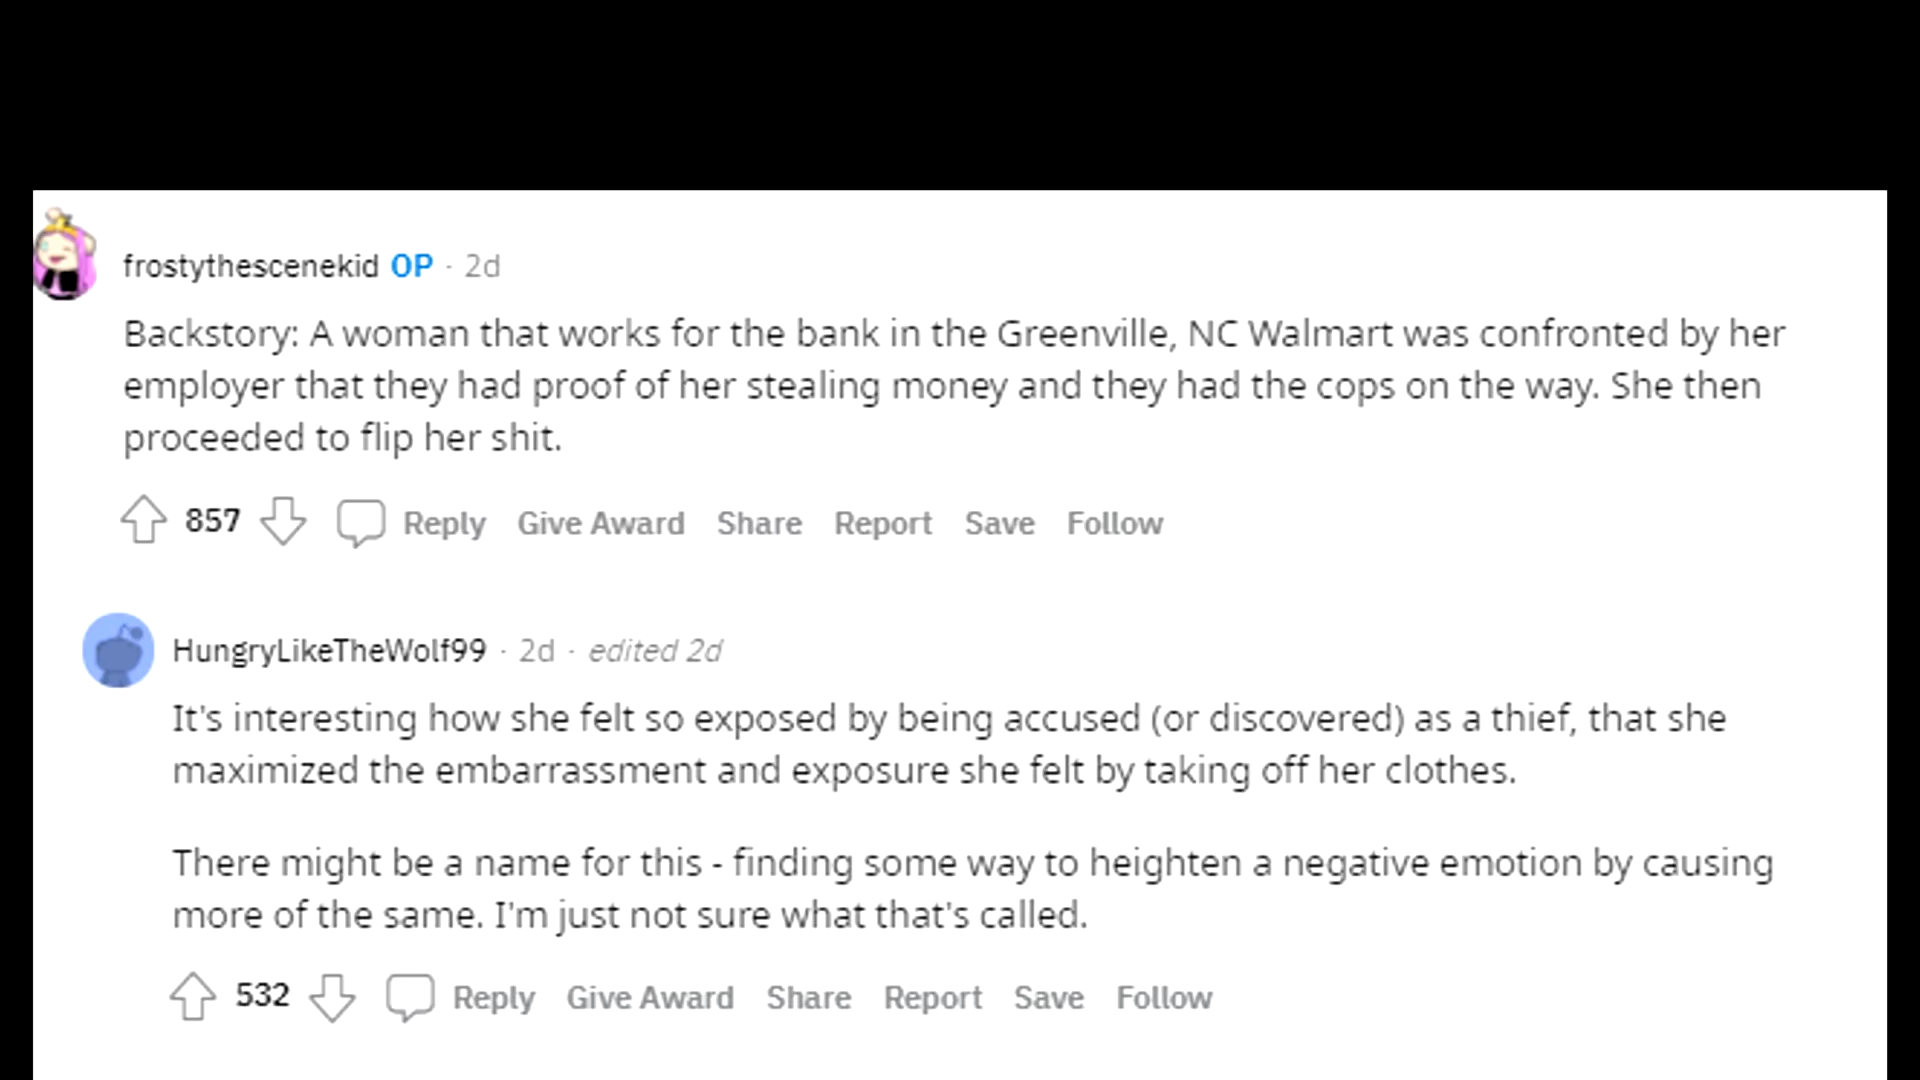 frostythescenekid OP · 2d
Backstory: A woman that works for the bank in the Greenville, NC Walmart was confronted by her
employer that they had proof of her stealing money and they had the cops on the way. She then
proceeded to flip her shit.
857 Reply Give Award Share Report Save Follow
HungryLikeTheWolf99 · 2d · edited 2d
It's interesting how she felt so exposed by being accused (or discovered) as a thief, that she
maximized the embarrassment and exposure she felt by taking off her clothes.
There might be a name for this - finding some way to heighten a negative emotion by causing
more of the same. I'm just not sure what that's called.
532 Reply Give Award Share Report Save Follow